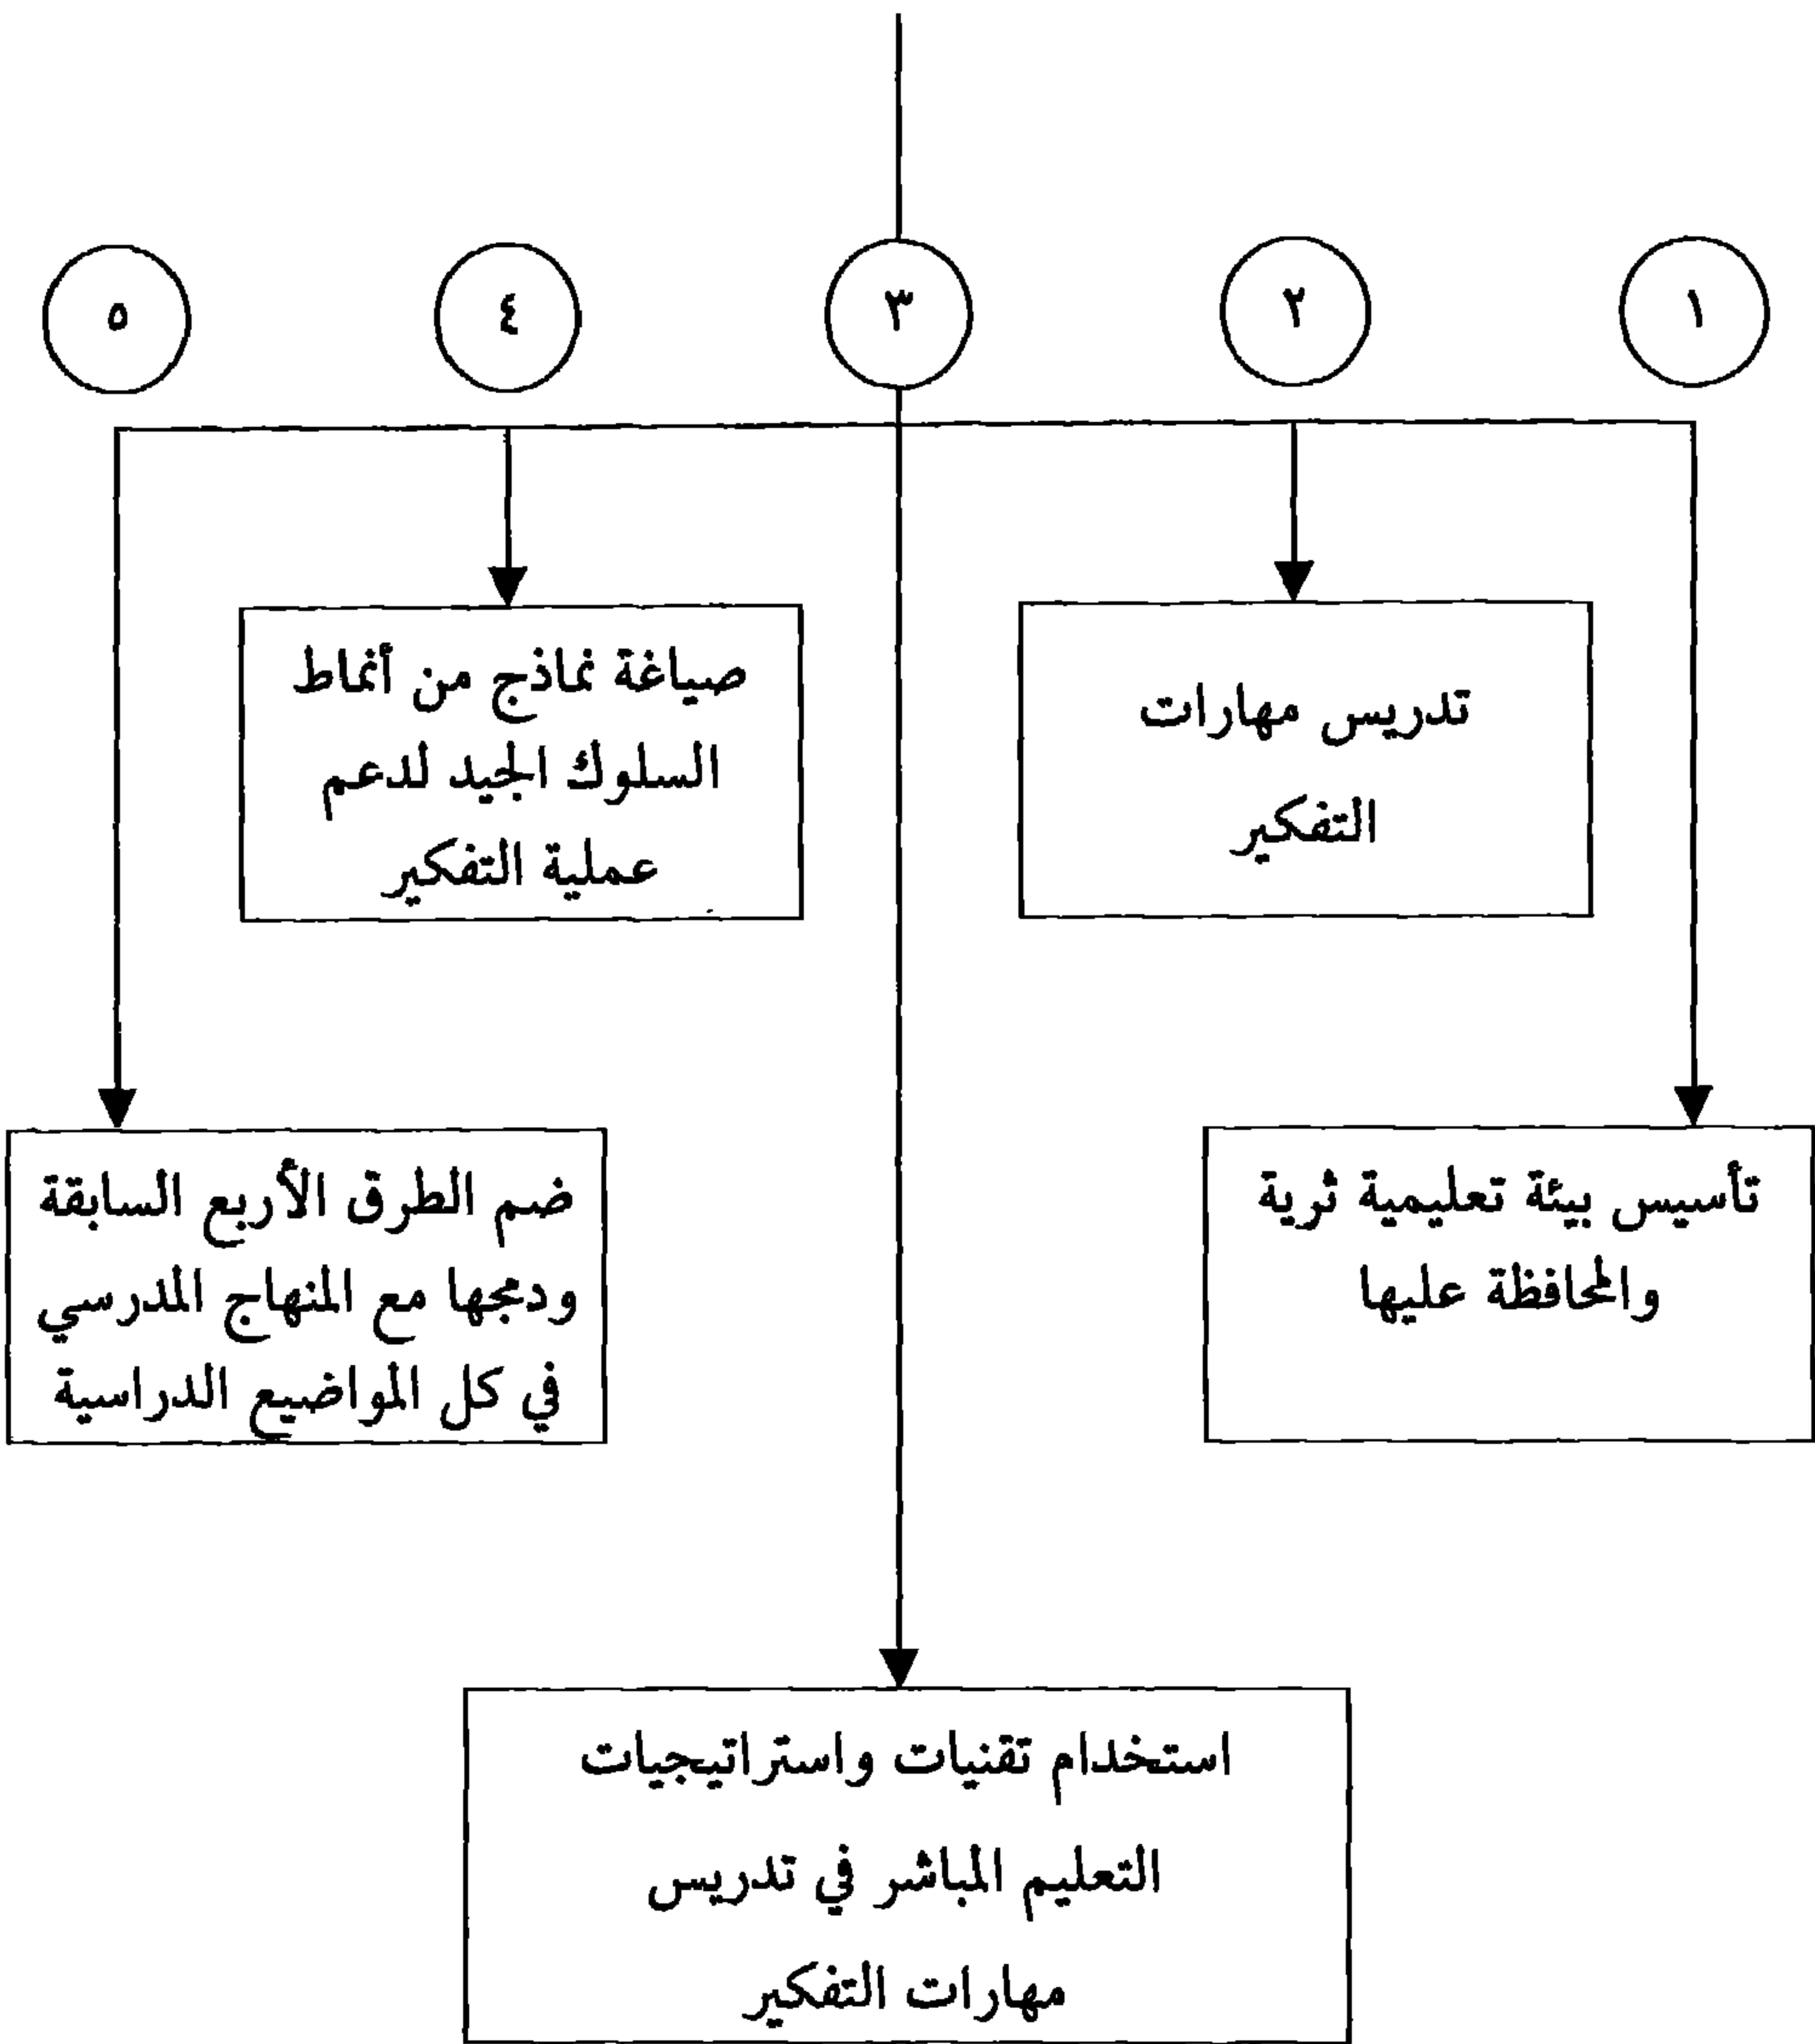 ١
٢
٣
٤
٥
تدريس مهارات
التفكير
صياغة نماذج من أنماط
السلوك الجيد لدعم
عملية التفكير
تأسيس بيئة تعليمية ثرية
والمحافظة عليها
ضم الطرق الأربع السابقة
ودمجها مع المنهاج المدرسي
في كل المواضيع الدراسية
استخدام تقنيات واستراتيجيات
التعليم المباشر في تدريس
مهارات التفكير